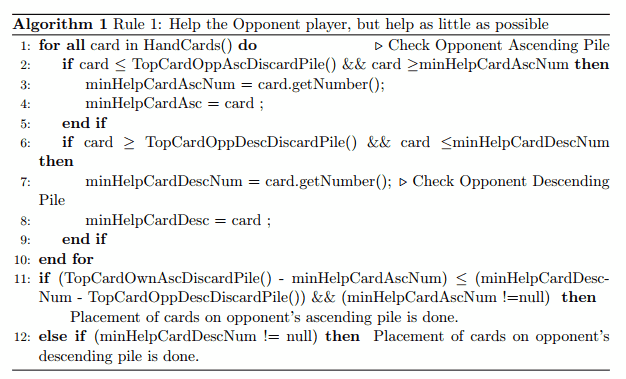 Algorithm 1 Rule 1: Help the Opponent player, but help as little as possible
1: for all card in HandCards() do ▷ Check Opponent Ascending Pile
2: if card ≤ TopCardOppAscDiscardPile() && card ≥minHelpCardAscNum then
3: minHelpCardAscNum = card.getNumber();
4: minHelpCardAsc = card ;
5: end if
6: if card ≥ TopCardOppDescDiscardPile() && card ≤minHelpCardDescNum
then
7: minHelpCardDescNum = card.getNumber(); ▷ Check Opponent Descending
Pile
8: minHelpCardDesc = card ;
9: end if
10: end for
11: if (TopCardOwnAscDiscardPile() - minHelpCardAscNum) ≤ (minHelpCardDesc-
Num - TopCardOppDescDiscardPile()) && (minHelpCardAscNum !=null) then
Placement of cards on opponent's ascending pile is done.
12: else if (minHelpCardDescNum != null) then Placement of cards on opponent's
descending pile is done.